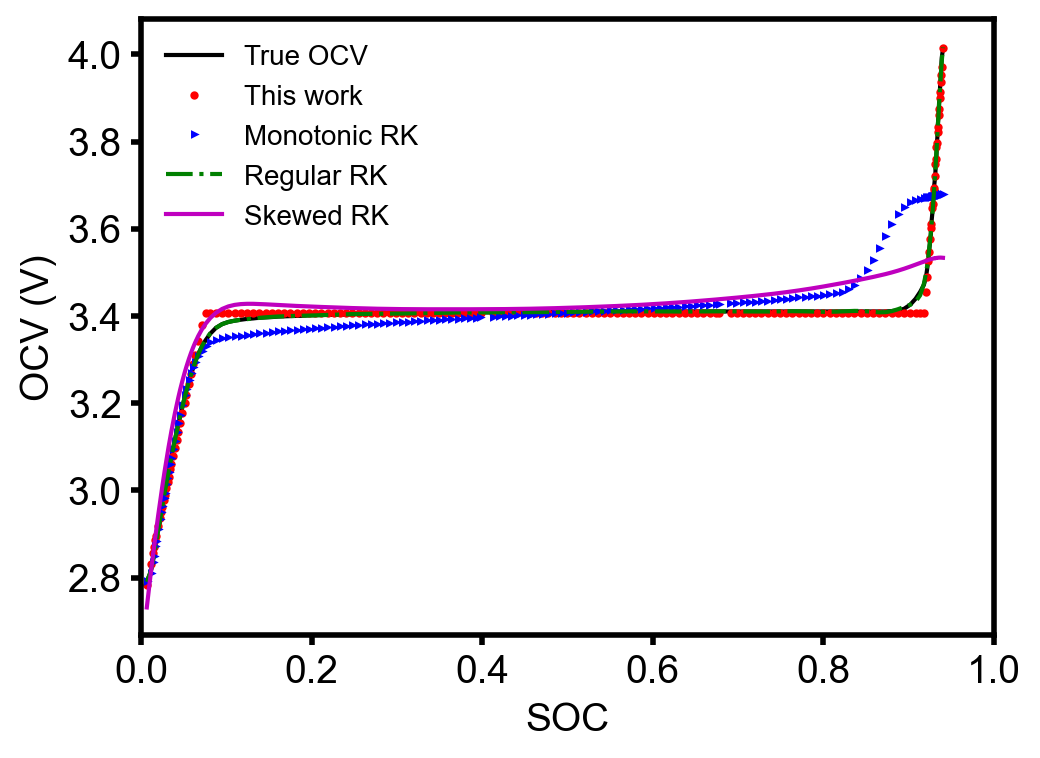 True OCV
This work
Monotonic RK
Regular RK
Skewed RK
OCV (V)
4.0
3.8
3.6
3.4
3.2
3.0
2.8
0.0 0.2 0.4 0.6 0.8 1.0
SOC